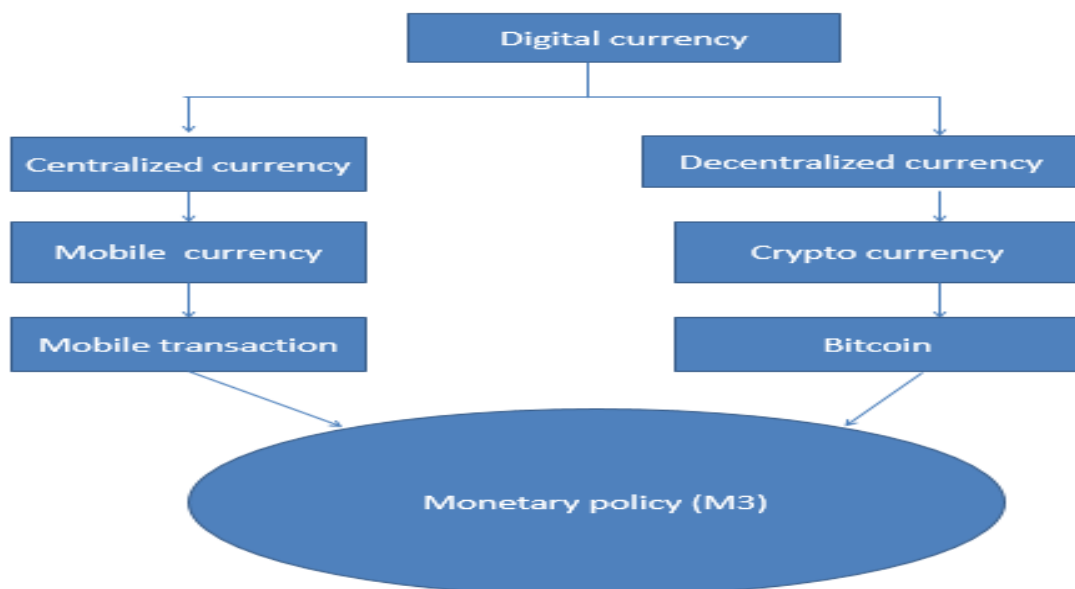 Digital currency
Centralized currency
Decentralized currency
Mobile currency
Crypto currency
Mobile transaction
Bitcoin
Monetary policy (M3)